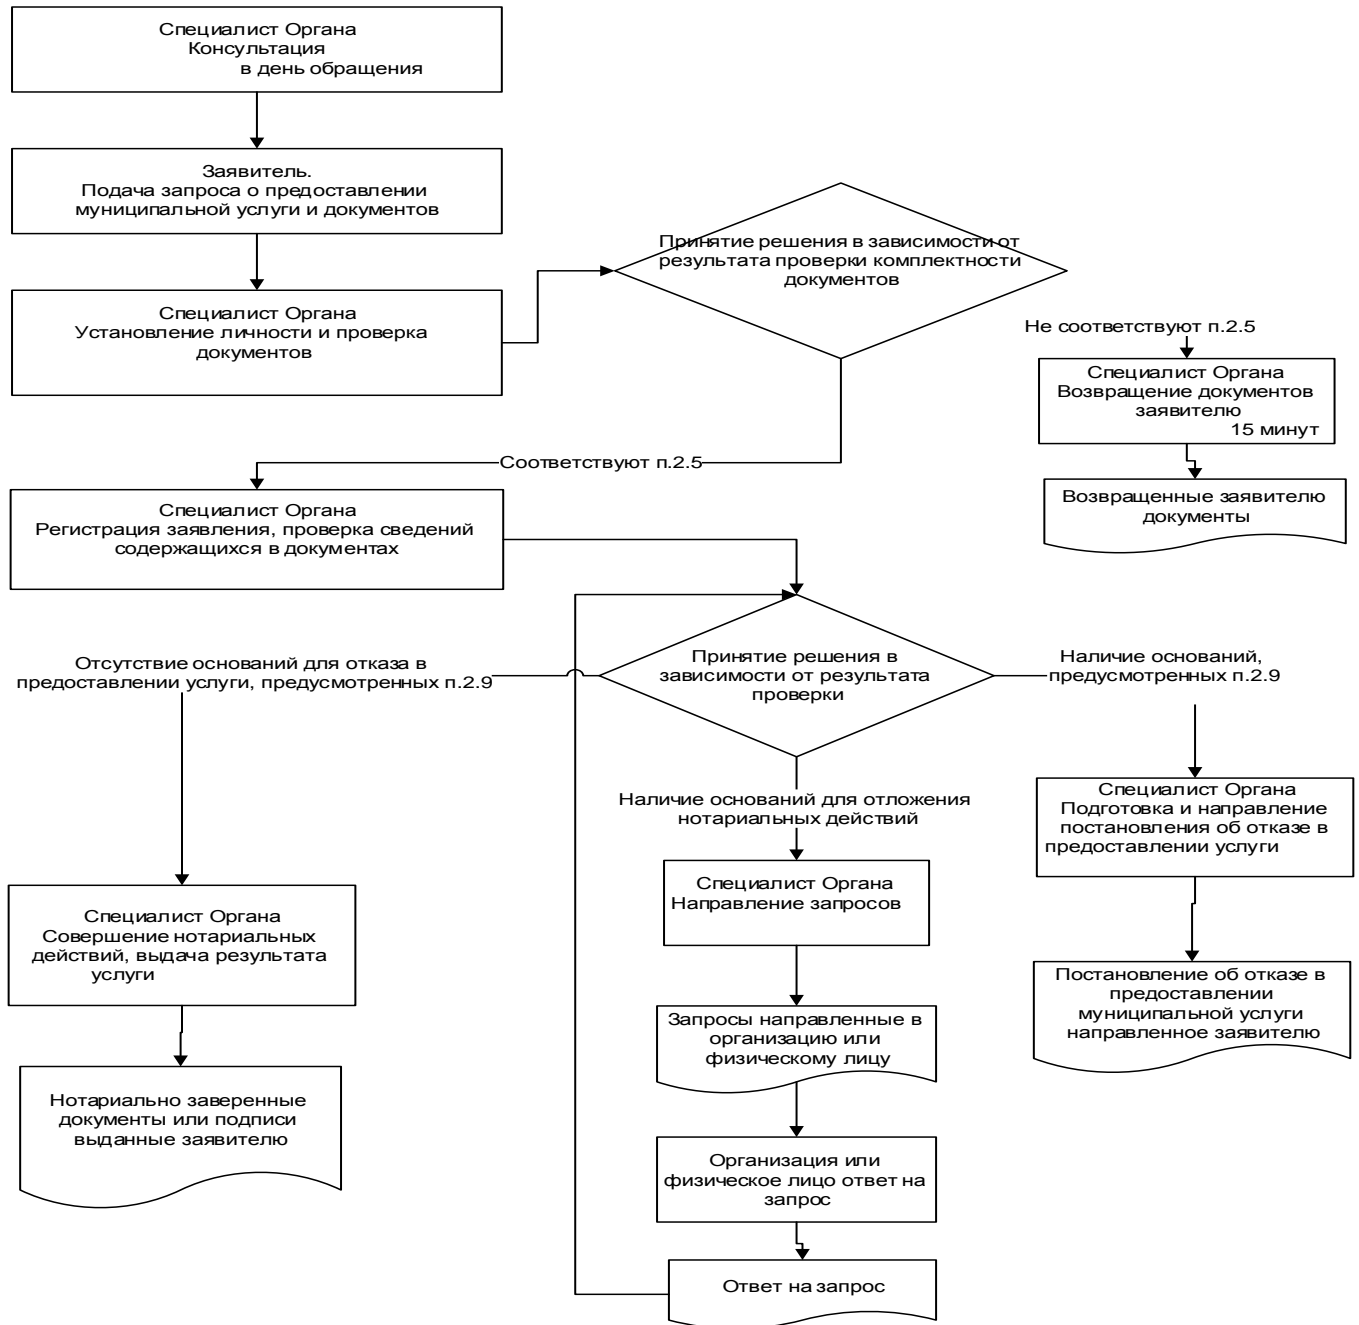 Специалист Органа
Консультация
в день обращения
Заявитель.
Подача запроса о предоставлении
муниципальной услуги и документов
Специалист Органа
Установление личности и проверка
документов
Принятие решения в зависимости от
результата проверки комплектности
документов
Не соответствуют п.2.5
Специалист Органа
Возвращение документов
заявителю
15 минут
Возвращенные заявителю
документы
Соответствуют п.2.5
Специалист Органа
Регистрация заявления, проверка сведений
содержащихся в документах
Принятие решения в
зависимости от результата
проверки
Отсутствие оснований для отказа в
предоставлении услуги, предусмотренных п.2.9
Наличие оснований,
предусмотренных п.2.9
Наличие оснований для отложения
нотариальных действий
Специалист Органа
Подготовка и направление
постановления об отказе в
предоставлении услуги
Специалист Органа
Направление запросов
Специалист Органа
Совершение нотариальных
действий, выдача результата
услуги
Постановление об отказе в
предоставлении
муниципальной услуги
направленное заявителю
Запросы направленные в
организацию или
физическому лицу
Нотариально заверенные
документы или подписи
выданные заявителю
Организация или
физическое лицо ответ на
запрос
Ответ на запрос